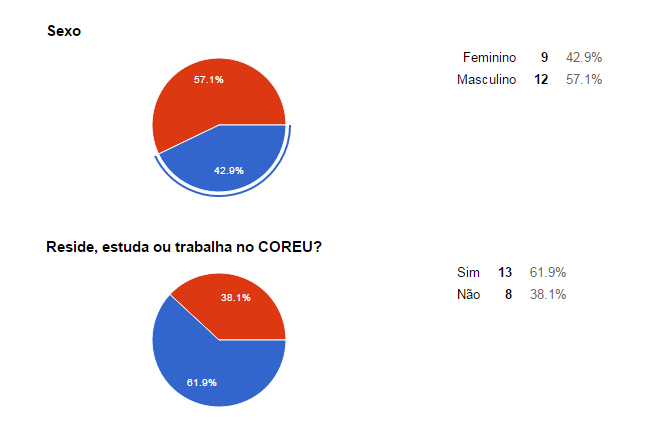 Sexo
Feminino 9 42.9%
Masculino 12 57.1%
57.1%
42.9%
Reside, estuda ou trabalha no COREU?
Sim 13 61.9%
Não 8 38.1%
38.1%
61.9%